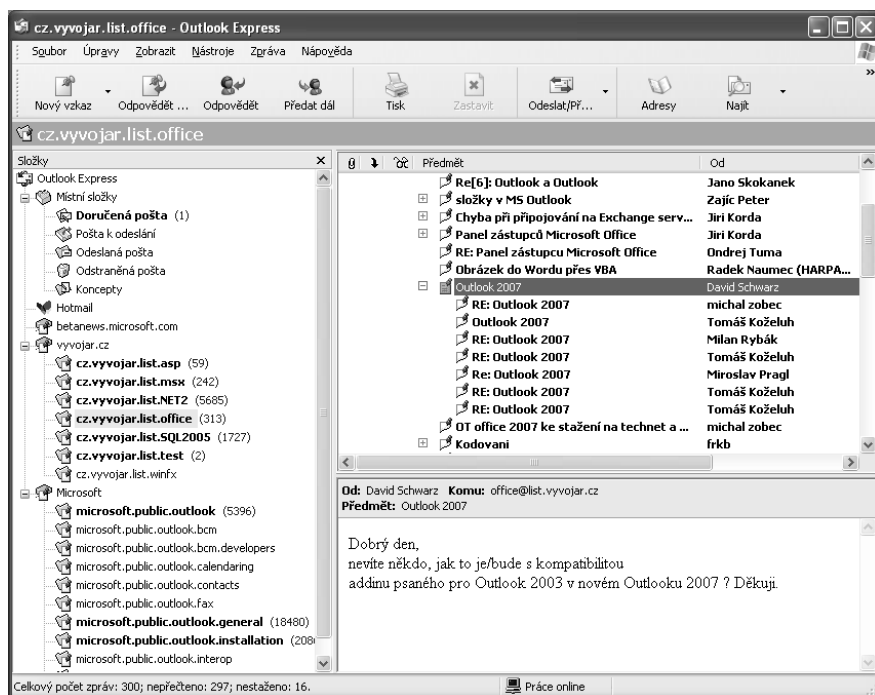 cz.vyvojar.list.office - Outlook Express
Soubor Úpravy Zobrazit Nástroje Zpráva Nápověda
Nový vzkaz Odpovědět ... Odpovědět Předat dál Tisk Zastavit Odeslat/Př... Adresy Najít
cz.vyvojar.list.office
Složky
Outlook Express
Místní složky
Doručená pošta (1)
Pošta k odeslání
Odeslaná pošta
Odstraněná pošta
Koncepty
Hotmail
betanews.microsoft.com
vyvojar.cz
cz.vyvojar.list.asp (59)
cz.vyvojar.list.msx (242)
cz.vyvojar.list.NET2 (5685)
cz.vyvojar.list.office (313)
cz.vyvojar.list.SQL2005 (1727)
cz.vyvojar.list.test (2)
cz.vyvojar.list.winfx
Microsoft
microsoft.public.outlook (5396)
microsoft.public.outlook.bcm
microsoft.public.outlook.bcm.developers
microsoft.public.outlook.calendaring
microsoft.public.outlook.contacts
microsoft.public.outlook.fax
microsoft.public.outlook.general (18480)
microsoft.public.outlook.installation (208
microsoft.public.outlook.interop
Předmět Od
Re[6]: Outlook a Outlook Jano Skokanek
složky v MS Outlook Zajíc Peter
Chyba při připojování na Exchange serv... Jiri Korda
Panel zástupců Microsoft Office Jiri Korda
RE: Panel zástupcu Microsoft Office Ondrej Tuma
Obrázek do Wordu přes VBA Radek Naumec (HARPA...
Outlook 2007 David Schwarz
RE: Outlook 2007 michal zobec
Outlook 2007 Tomáš Koželuh
RE: Outlook 2007 Milan Rybák
RE: Outlook 2007 Tomáš Koželuh
Re: Outlook 2007 Miroslav Pragl
RE: Outlook 2007 Tomáš Koželuh
RE: Outlook 2007 Tomáš Koželuh
OT office 2007 ke stažení na technet a ... michal zobec
Kodovani frkb
Od: David Schwarz Komu: office@list.vyvojar.cz
Předmět: Outlook 2007
Dobrý den,
nevíte někdo, jak to je/bude s kompatibilitou
addinu psaného pro Outlook 2003 v novém Outlooku 2007 ? Děkuji.
Celkový počet zpráv: 300; nepřečteno: 297; nestaženo: 16. Práce online